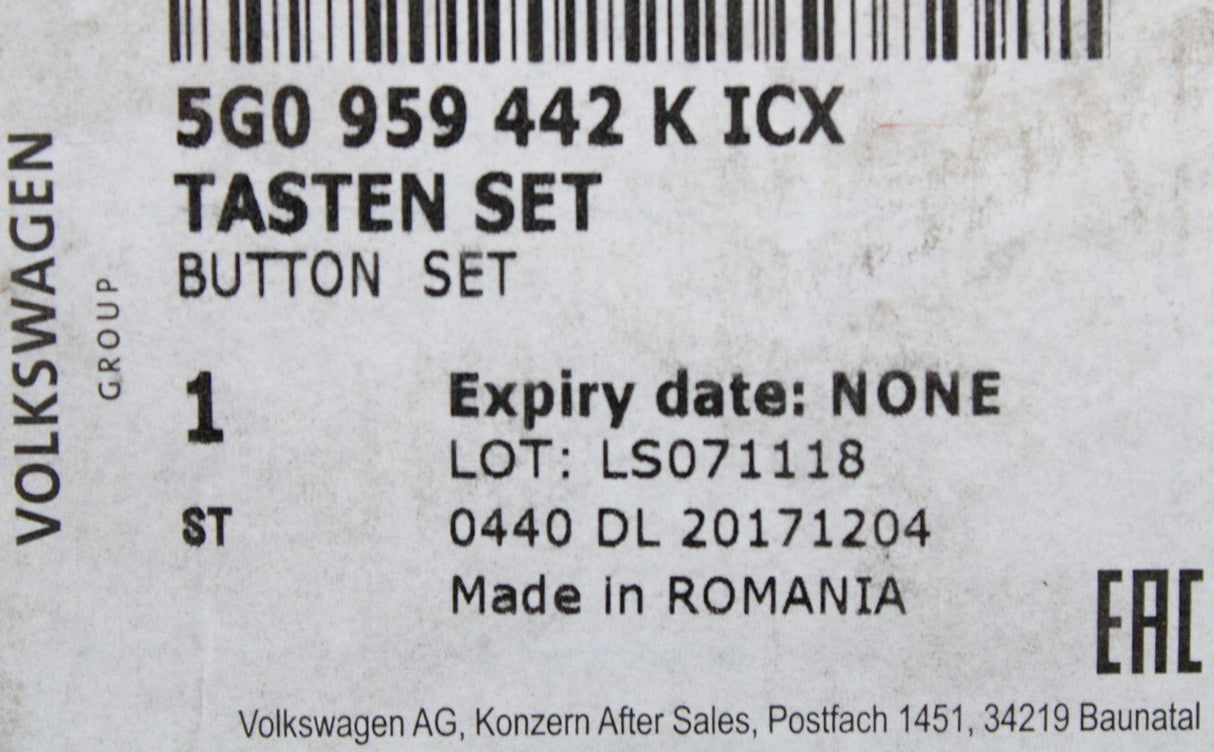 5G0 959 442 K ICX
TASTEN SET
BUTTON SET
VOLKSWAGEN
GROUP
1
Expiry date: NONE
LOT: LS071118
ST
0440 DL 20171204
Made in ROMANIA
EAC
Volkswagen AG, Konzern After Sales, Postfach 1451, 34219 Baunatal